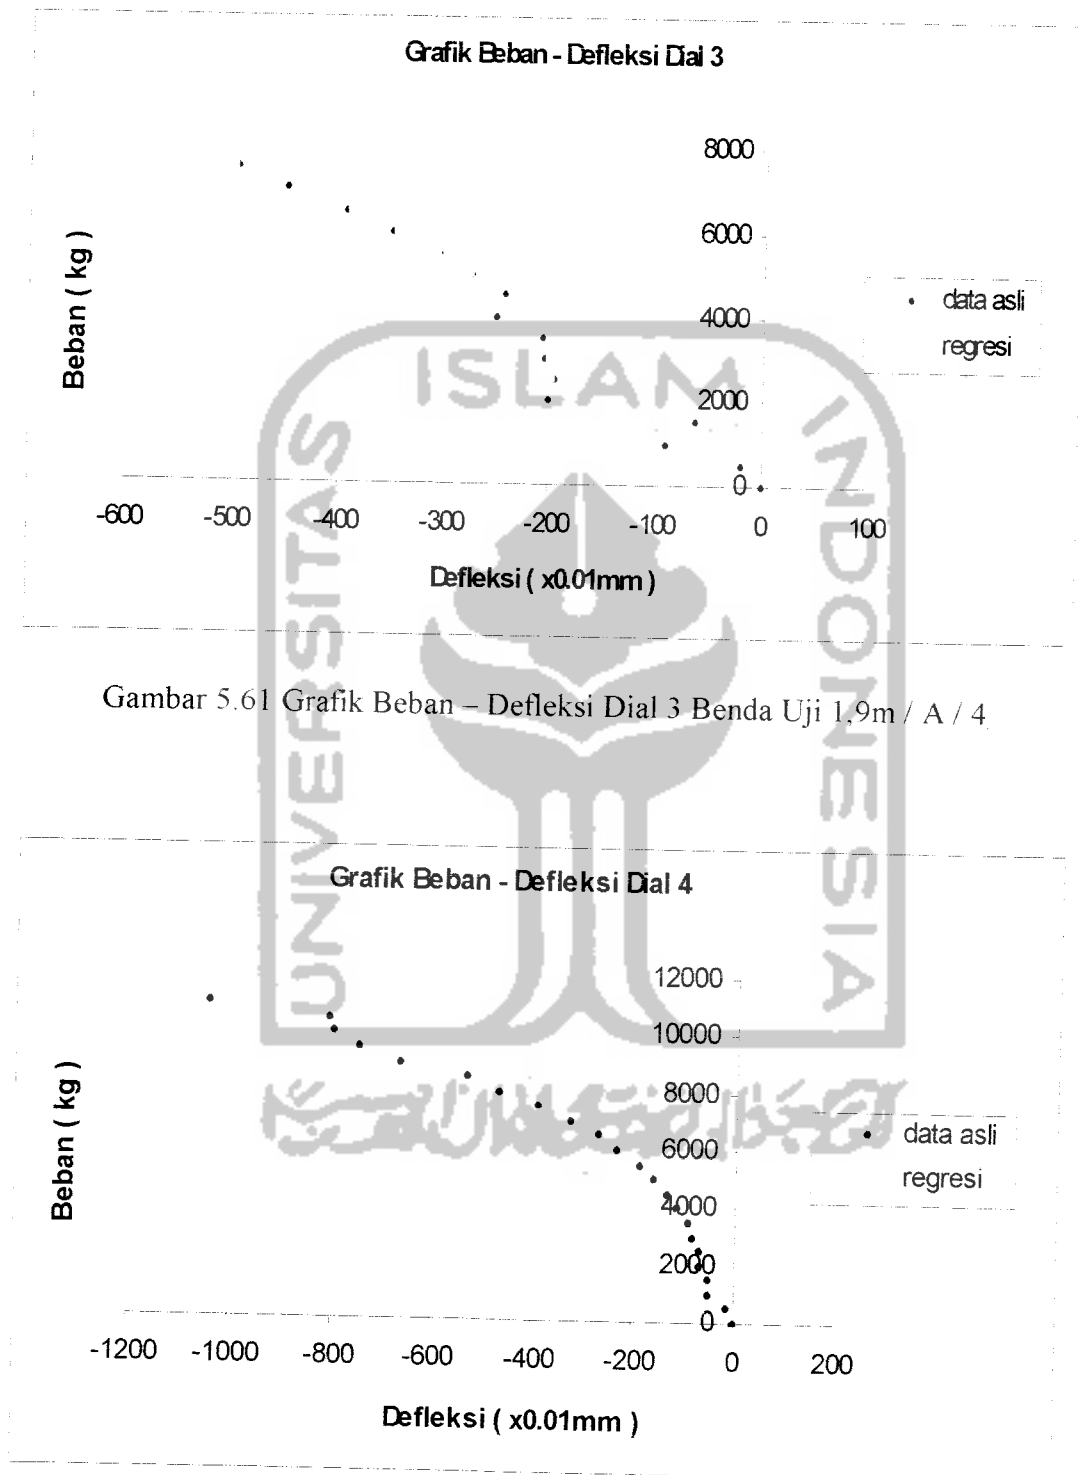 Grafik Beban - Defleksi Dial 3
8000
6000
4000
2000
0
Beban ( kg )
data asli
regresi
-600 -500 -400 -300 -200 -100 0 100
Defleksi ( x0.01mm )
ISLAM
UNIVERSITAS
INDONESIA
Gambar 5.61 Grafik Beban – Defleksi Dial 3 Benda Uji 1,9m / A / 4
Grafik Beban - Defleksi Dial 4
12000
10000
8000
6000
4000
2000
0
Beban ( kg )
data asli
regresi
-1200 -1000 -800 -600 -400 -200 0 200
Defleksi ( x0.01mm )